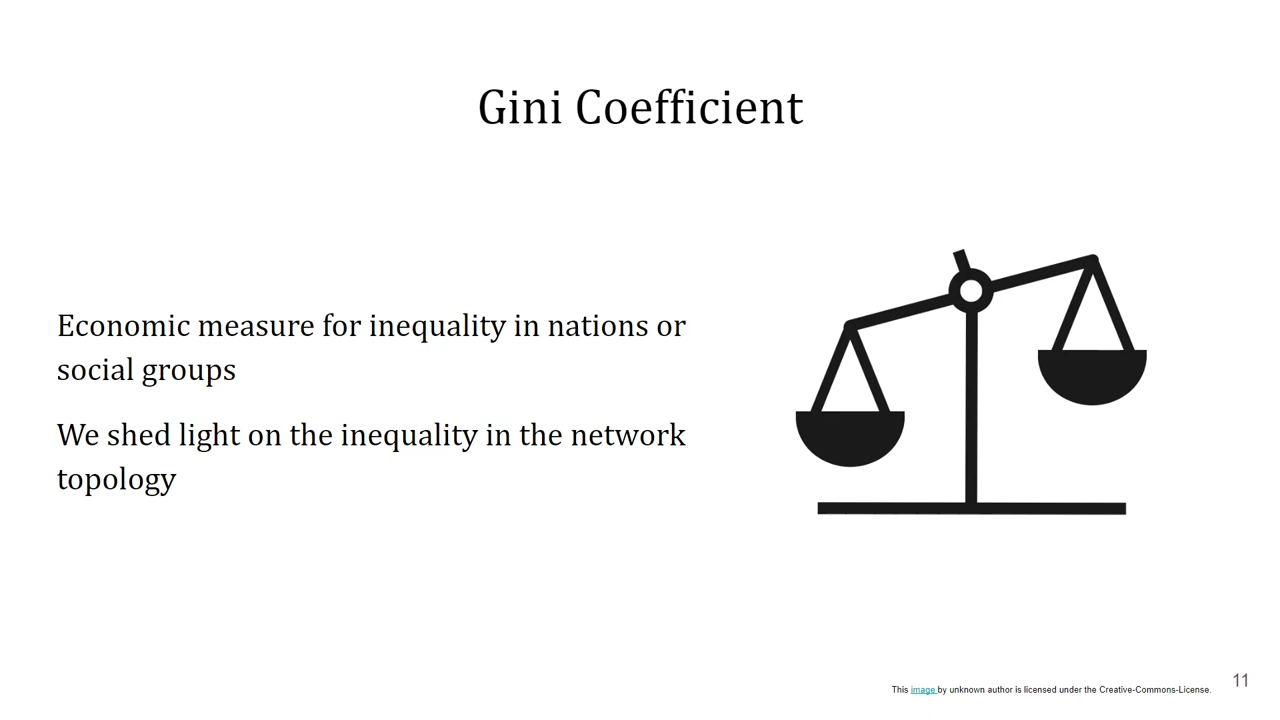 Gini Coefficient
Economic measure for inequality in nations or
social groups
We shed light on the inequality in the network
topology
This image by unknown author is licensed under the Creative-Commons-License.
11